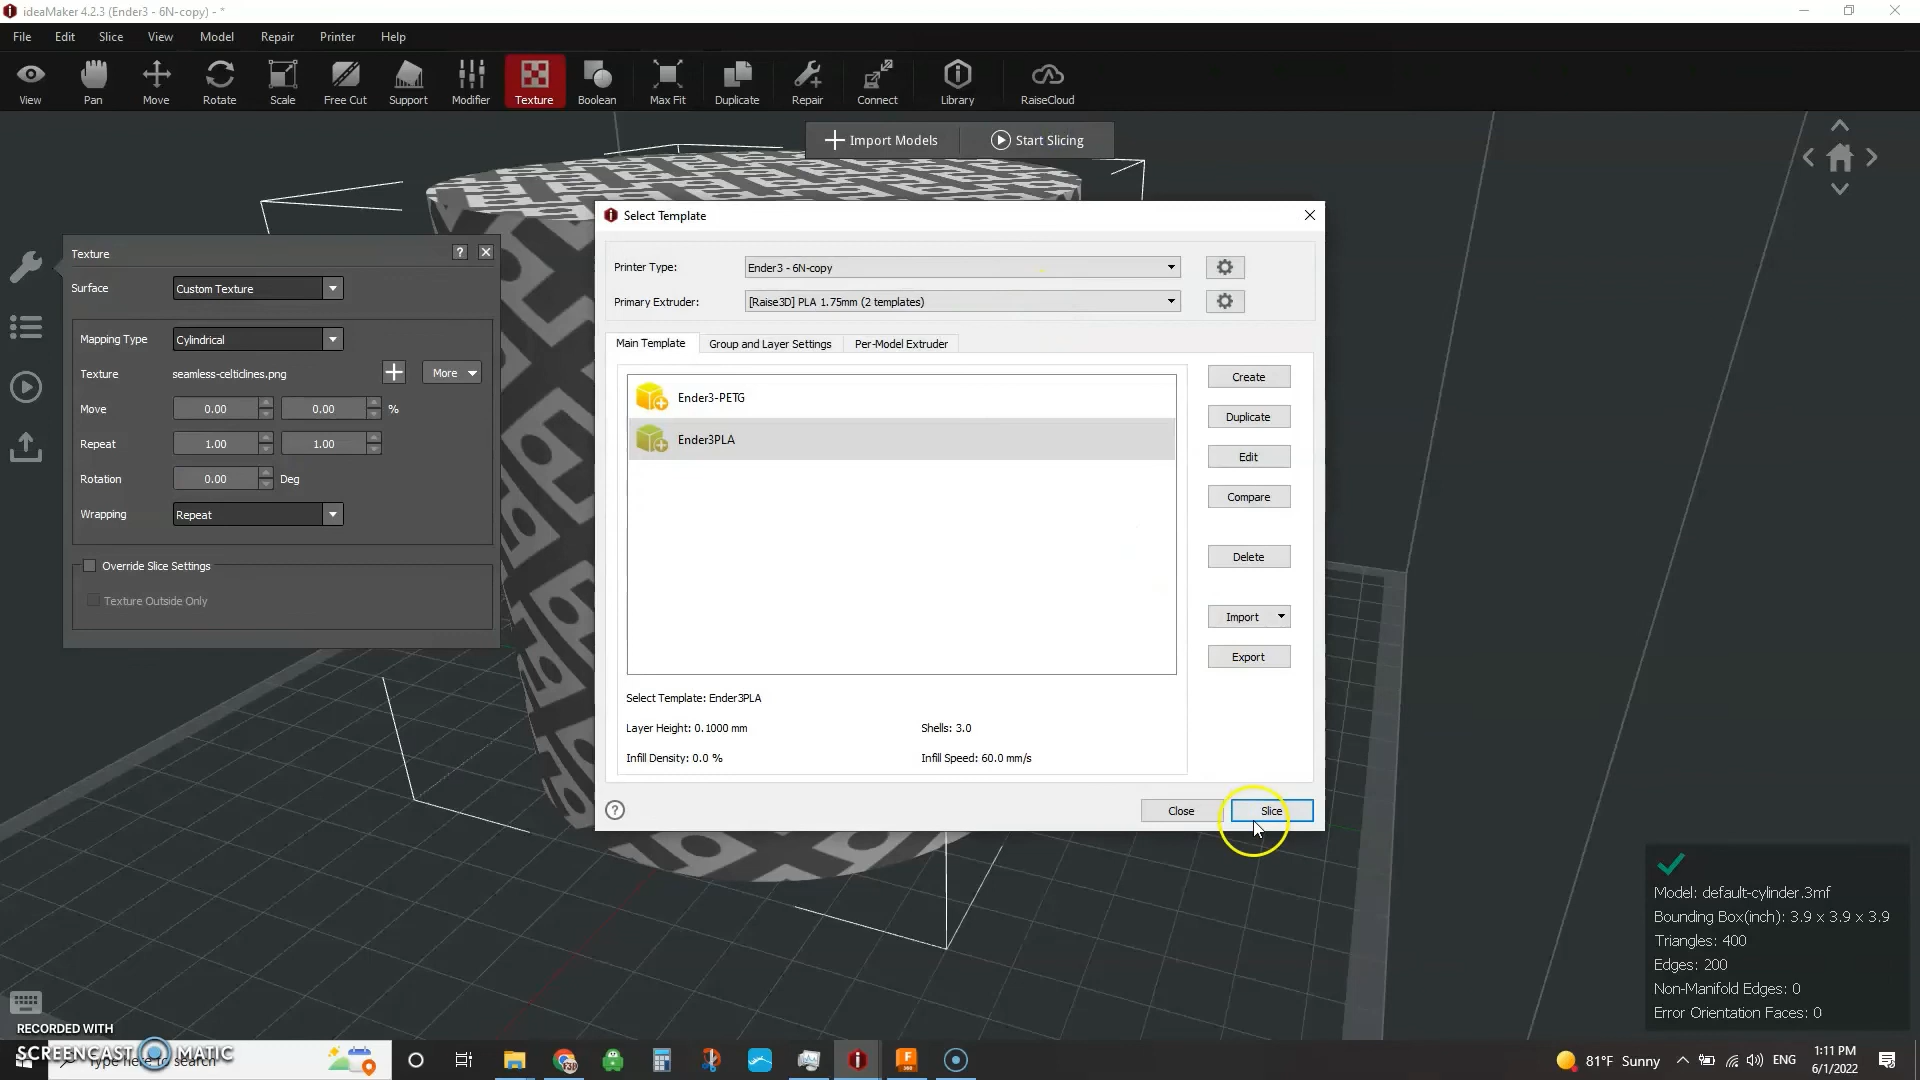 ideaMaker 4.2.3 (Ender3 - 6N-copy) - *
File Edit Slice View Model Repair Printer Help
View Pan Move Rotate Scale Free Cut Support Modifier Texture Boolean Max Fit Duplicate Repair Connect Library RaiseCloud
Import Models Start Slicing
Select Template
Printer Type: Ender3 - 6N-copy
Primary Extruder: [Raise3D] PLA 1.75mm (2 templates)
Main Template Group and Layer Settings Per-Model Extruder
Ender3-PETG
Ender3PLA
Create
Duplicate
Edit
Compare
Delete
Import
Export
Select Template: Ender3PLA
Layer Height: 0.1000 mm Shells: 3.0
Infill Density: 0.0 % Infill Speed: 60.0 mm/s
? Close Slice
Texture ?
Surface Custom Texture
Mapping Type Cylindrical
Texture seamless-celticlines.png More
Move 0.00 0.00 %
Repeat 1.00 1.00
Rotation 0.00 Deg
Wrapping Repeat
Override Slice Settings
Texture Outside Only
Model: default-cylinder.3mf
Bounding Box(inch): 3.9 x 3.9 x 3.9
Triangles: 400
Edges: 200
Non-Manifold Edges: 0
Error Orientation Faces: 0
RECORDED WITH
SCREENCAST MATIC
Type here to search
81°F Sunny ENG
1:11 PM
6/1/2022